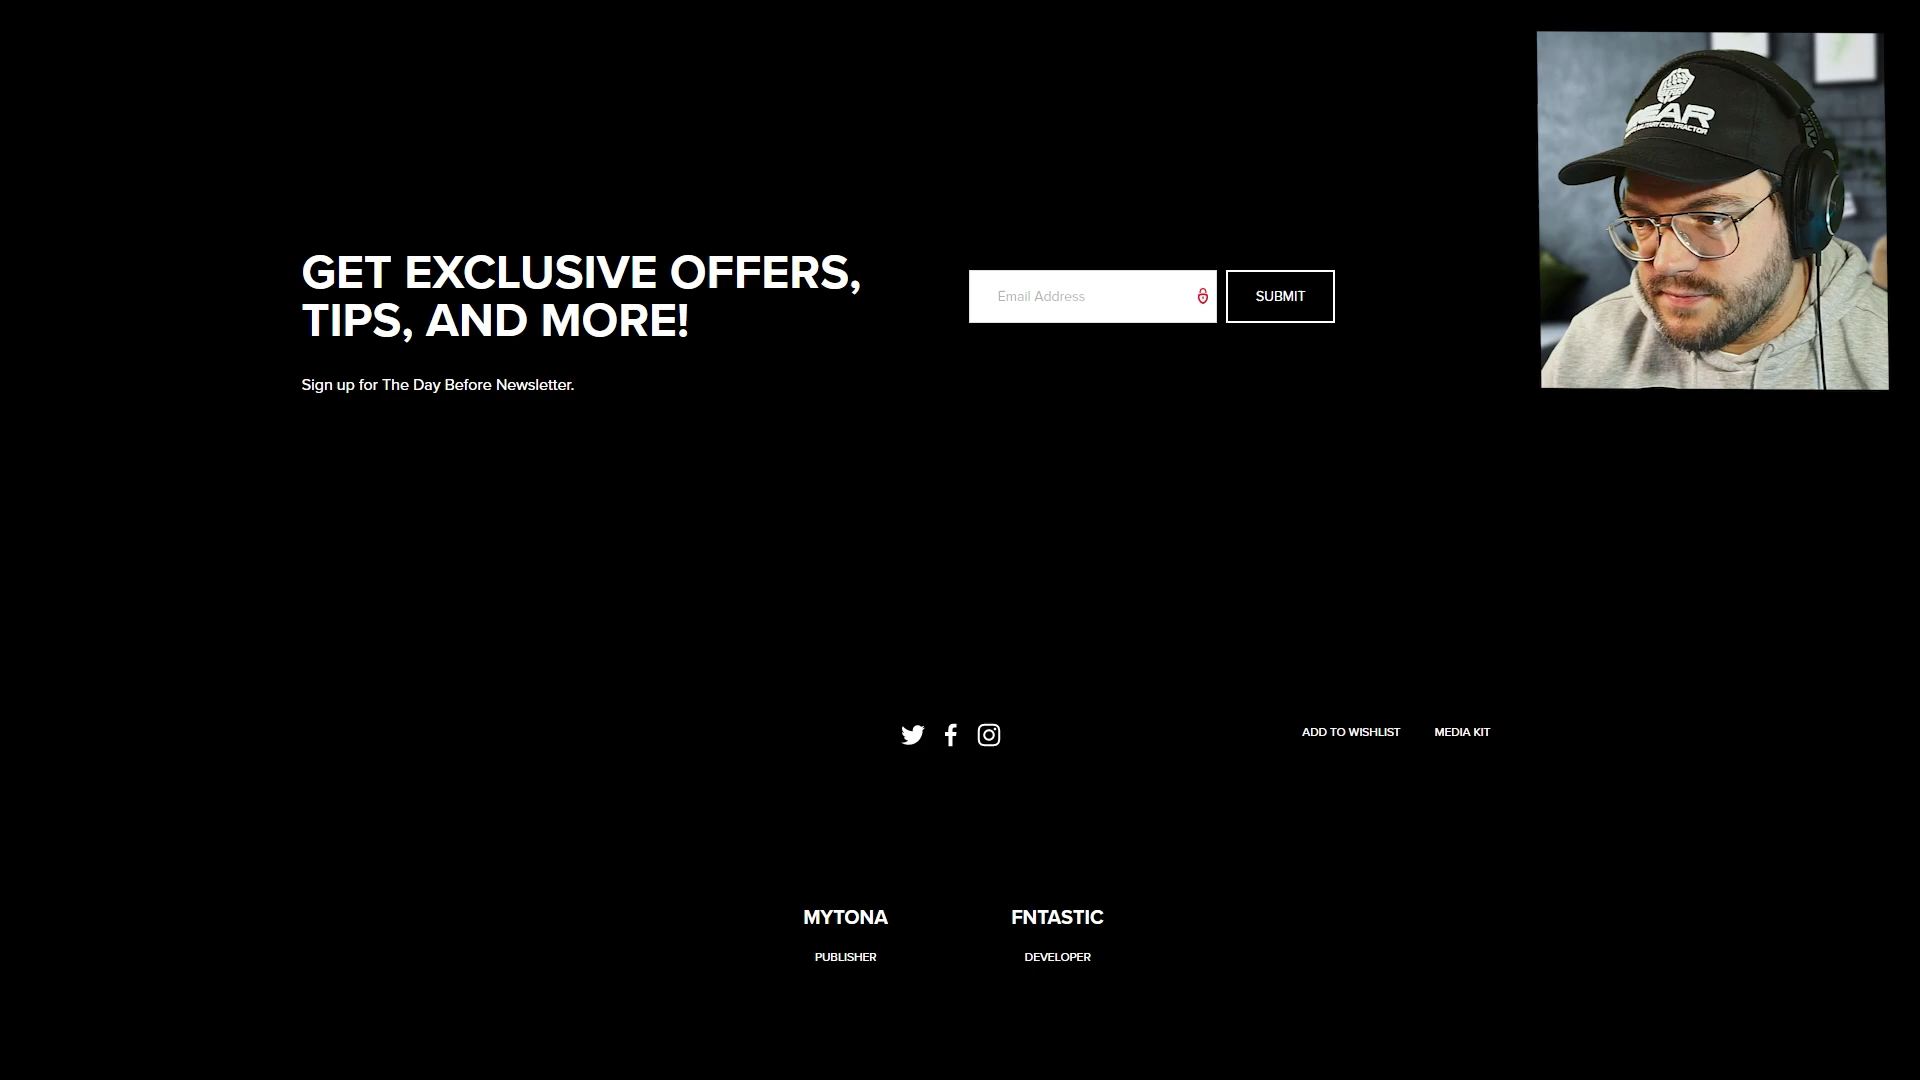 GET EXCLUSIVE OFFERS,
TIPS, AND MORE!
Sign up for The Day Before Newsletter.
Email Address
SUBMIT
ADD TO WISHLIST
MEDIA KIT
MYTONA
FNTASTIC
PUBLISHER
DEVELOPER
CONTRACTOR